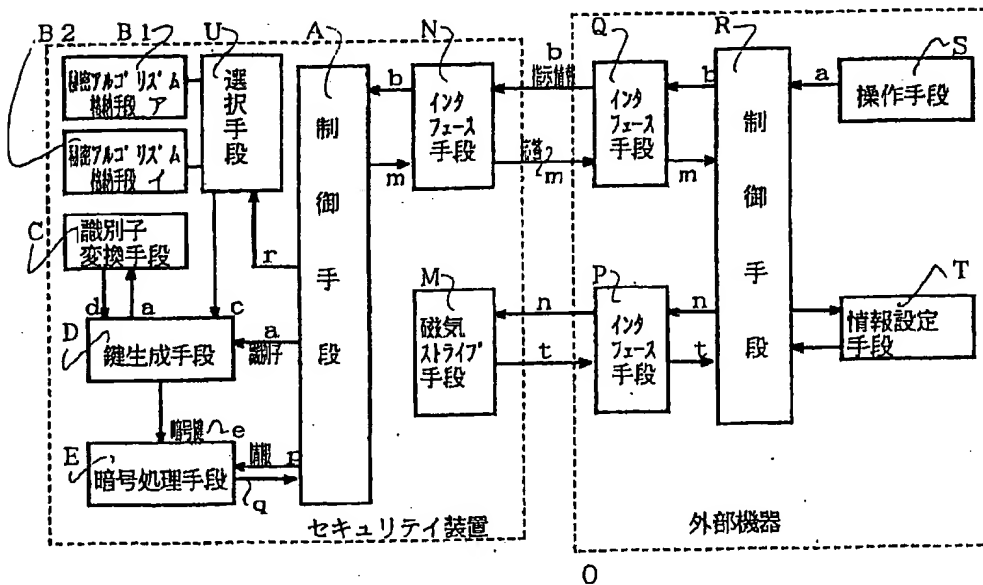 B2
B1
U
A
N
Q
R
S
秘密アルゴリズム
格納手段 ア
秘密アルゴリズム
格納手段 イ
選択手段
制御手段
b
m
インタ
フェース
手段
b
指示情報
応答
m
インタ
フェース
手段
b
m
制御手段
a
操作手段
C
識別子
変換手段
r
d
a
c
D
鍵生成手段
a
識別子
M
磁気
ストライプ
手段
n
t
P
インタ
フェース
手段
n
t
T
情報設定
手段
暗号鍵
e
E
暗号処理手段
情報
p
q
セキュリテイ装置
外部機器
O